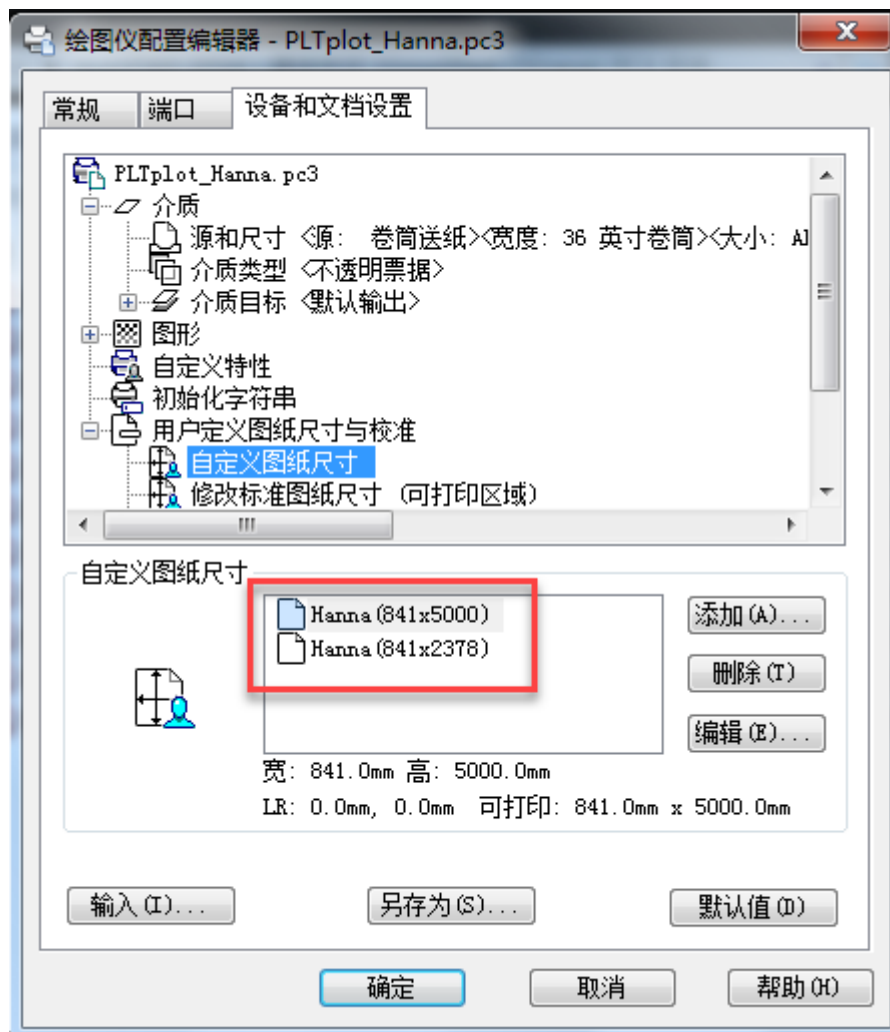 绘图仪配置编辑器 - PLTplot_Hanna.pc3
常规 端口 设备和文档设置
PLTplot_Hanna.pc3
介质
源和尺寸 <源: 卷筒送纸><宽度: 36 英寸卷筒><大小: Al
介质类型 <不透明票据>
介质目标 <默认输出>
图形
自定义特性
初始化字符串
用户定义图纸尺寸与校准
自定义图纸尺寸
修改标准图纸尺寸 (可打印区域)
自定义图纸尺寸
Hanna(841x5000)
Hanna(841x2378)
添加(A)...
删除(T)
编辑(E)...
宽: 841.0mm 高: 5000.0mm
LR: 0.0mm, 0.0mm 可打印: 841.0mm x 5000.0mm
输入(I)... 另存为(S)... 默认值(D)
确定 取消 帮助(H)